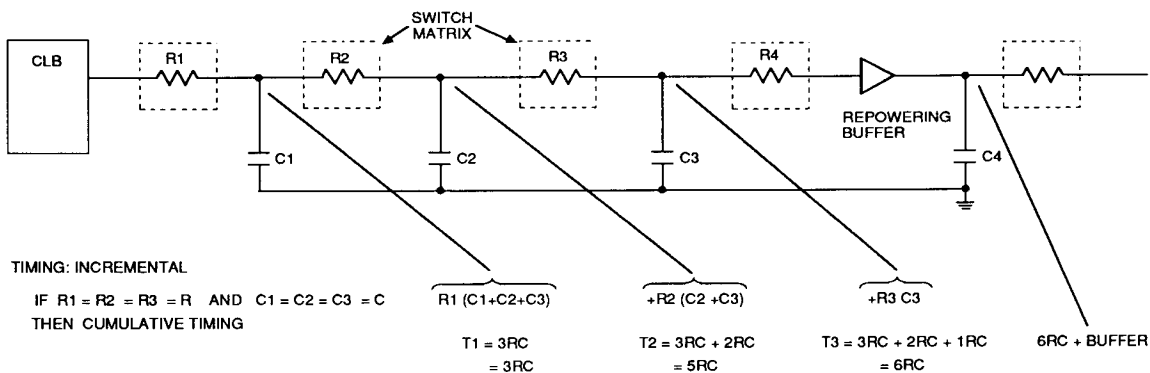 SWITCH
MATRIX
CLB
R1
R2
R3
R4
REPOWERING
BUFFER
C1
C2
C3
C4
TIMING: INCREMENTAL
IF R1 = R2 = R3 = R AND C1 = C2 = C3 = C
THEN CUMULATIVE TIMING
R1 (C1+C2+C3)
+R2 (C2 +C3)
+R3 C3
T1 = 3RC
= 3RC
T2 = 3RC + 2RC
= 5RC
T3 = 3RC + 2RC + 1RC
= 6RC
6RC + BUFFER